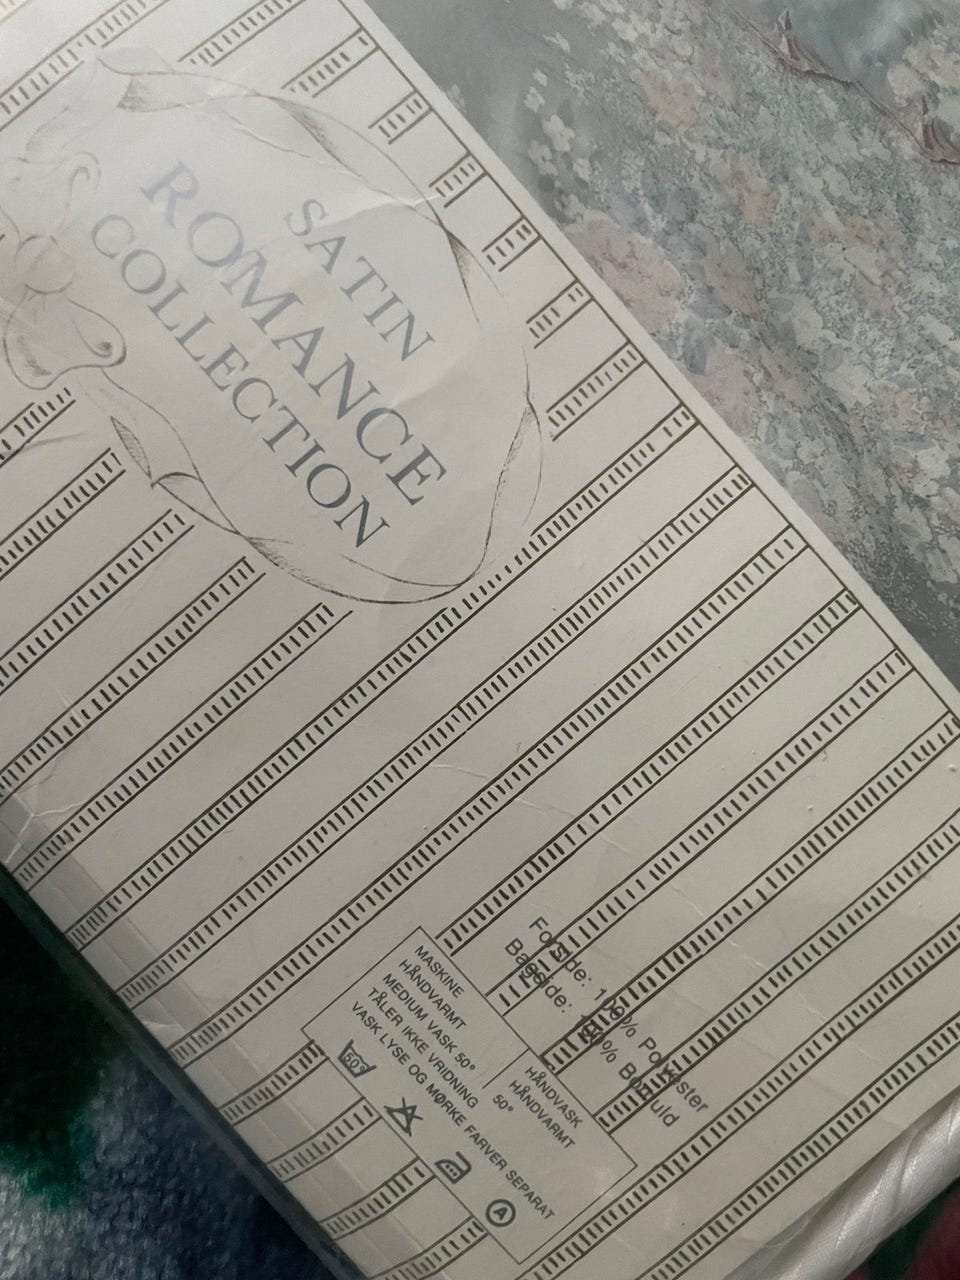 SATIN
ROMANCE
COLLECTION
Forside: 100% Polyester
Bagside: 100% Bomuld
MASKINE
HÅNDVARMT
MEDIUM VASK 50°
TÅLER IKKE VRIDNING
VASK LYSE OG MØRKE FARVER SEPARAT
HÅNDVASK
HÅNDVARMT
50°
50°
A